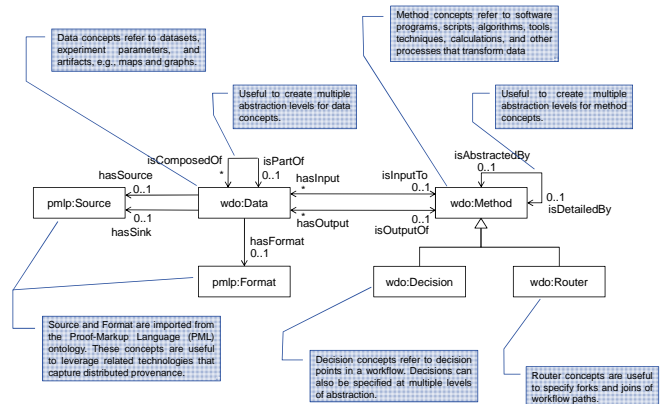 Data concepts refer to datasets,
experiment parameters, and
artifacts, e.g., maps and graphs.
Method concepts refer to software
programs, scripts, algorithms, tools,
techniques, calculations, and other
processes that transform data
Useful to create multiple
abstraction levels for data
concepts.
Useful to create multiple
abstraction levels for method
concepts.
isComposedOf
*
isPartOf
0..1
isAbstractedBy
0..1
0..1
isDetailedBy
hasSource
0..1
0..1
hasSink
hasInput
*
isInputTo
0..1
*
hasOutput
0..1
isOutputOf
pmlp:Source
wdo:Data
wdo:Method
hasFormat
0..1
pmlp:Format
wdo:Decision
wdo:Router
Source and Format are imported from
the Proof-Markup Language (PML)
ontology. These concepts are useful
to leverage related technologies that
capture distributed provenance.
Decision concepts refer to decision
points in a workflow. Decisions can
also be specified at multiple levels
of abstraction.
Router concepts are useful
to specify forks and joins of
workflow paths.